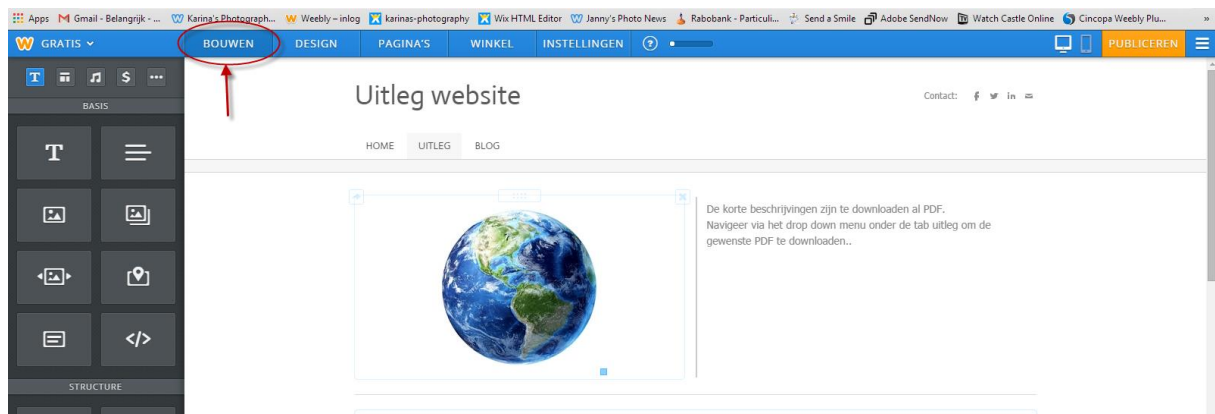 Apps Gmail - Belangrijk - ... Karina's Photograph... Weebly – inlog karinas-photography Wix HTML Editor Janny's Photo News Rabobank - Particuli... Send a Smile Adobe SendNow Watch Castle Online Cincopa Weebly Plu... »
GRATIS BOUWEN DESIGN PAGINA'S WINKEL INSTELLINGEN ? PUBLICEREN
T $
BASIS
Uitleg website
Contact: f in
HOME UITLEG BLOG
T
De korte beschrijvingen zijn te downloaden al PDF.
Navigeer via het drop down menu onder de tab uitleg om de
gewenste PDF te downloaden..
</>
STRUCTURE